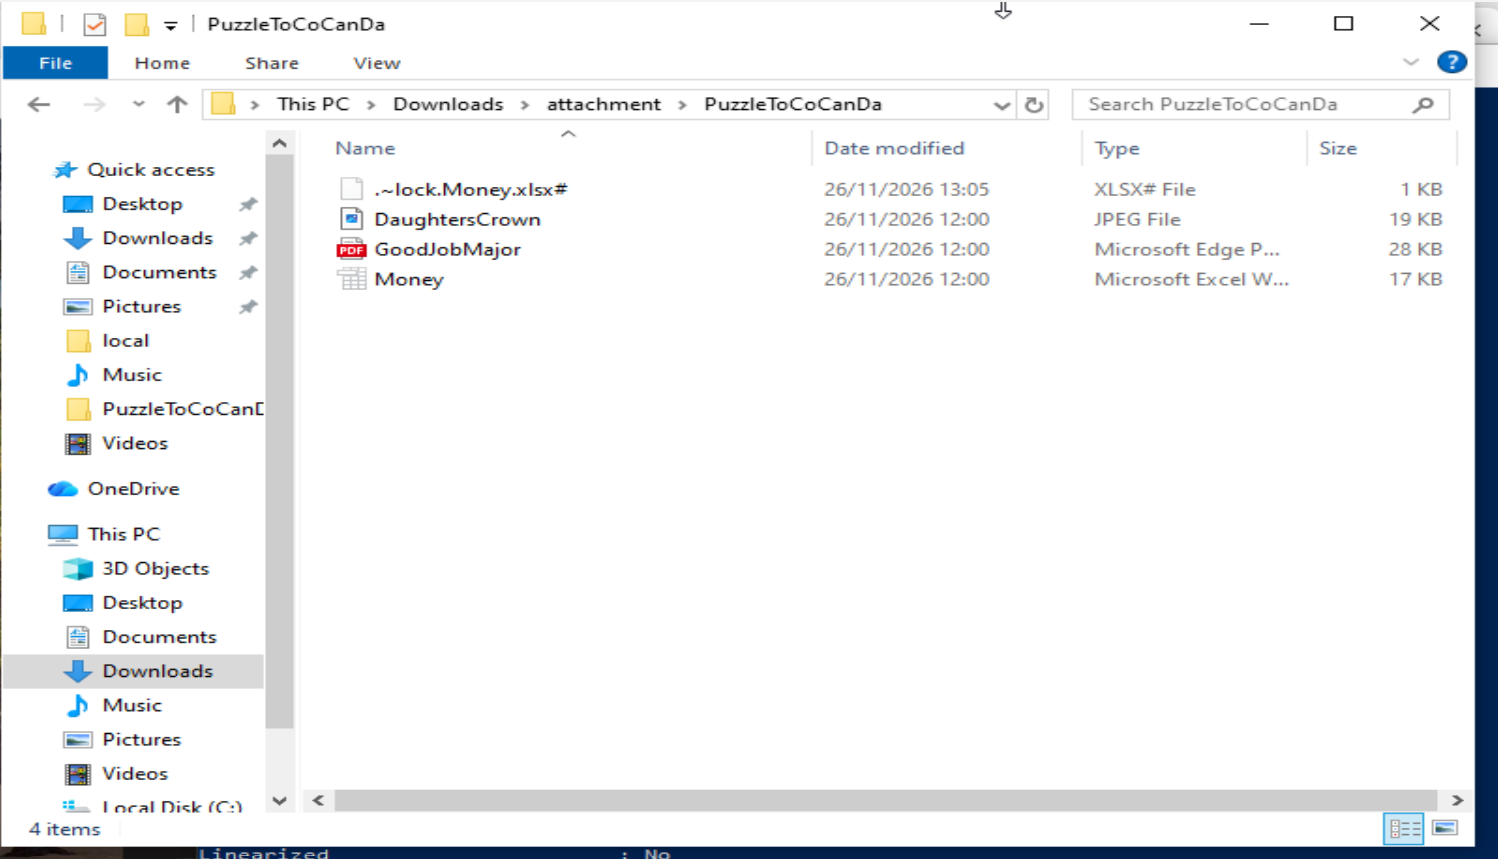 PuzzleToCoCanDa
File Home Share View
This PC Downloads attachment PuzzleToCoCanDa Search PuzzleToCoCanDa
Name Date modified Type Size
.~lock.Money.xlsx# 26/11/2026 13:05 XLSX# File 1 KB
DaughtersCrown 26/11/2026 12:00 JPEG File 19 KB
PDF GoodJobMajor 26/11/2026 12:00 Microsoft Edge P... 28 KB
Money 26/11/2026 12:00 Microsoft Excel W... 17 KB
Quick access
Desktop
Downloads
Documents
Pictures
local
Music
PuzzleToCoCanD
Videos
OneDrive
This PC
3D Objects
Desktop
Documents
Downloads
Music
Pictures
Videos
Local Disk (C:)
4 items
Linearized : No